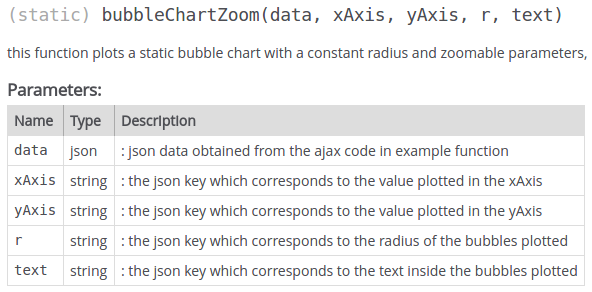 (static) bubbleChartZoom(data, xAxis, yAxis, r, text)
this function plots a static bubble chart with a constant radius and zoomable parameters,
Parameters:
Name Type Description
data json : json data obtained from the ajax code in example function
xAxis string : the json key which corresponds to the value plotted in the xAxis
yAxis string : the json key which corresponds to the value plotted in the yAxis
r string : the json key which corresponds to the radius of the bubbles plotted
text string : the json key which corresponds to the text inside the bubbles plotted